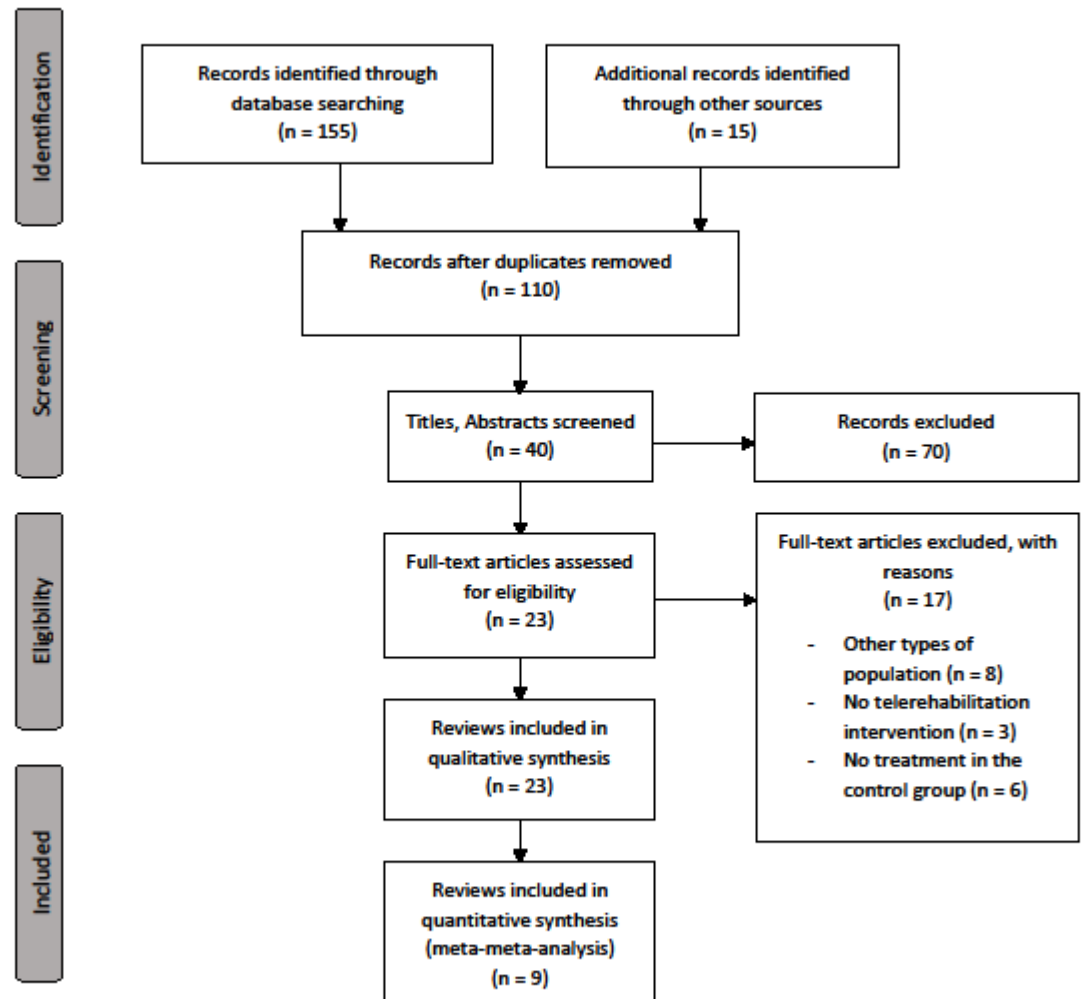 Identification
Records identified through
database searching
(n = 155)
Additional records identified
through other sources
(n = 15)
Screening
Records after duplicates removed
(n = 110)
Titles, Abstracts screened
(n = 40)
Records excluded
(n = 70)
Eligibility
Full-text articles assessed
for eligibility
(n = 23)
Full-text articles excluded, with
reasons
(n = 17)
- Other types of
population (n = 8)
- No telerehabilitation
intervention (n = 3)
- No treatment in the
control group (n = 6)
Reviews included in
qualitative synthesis
(n = 23)
Included
Reviews included in
quantitative synthesis
(meta-meta-analysis)
(n = 9)